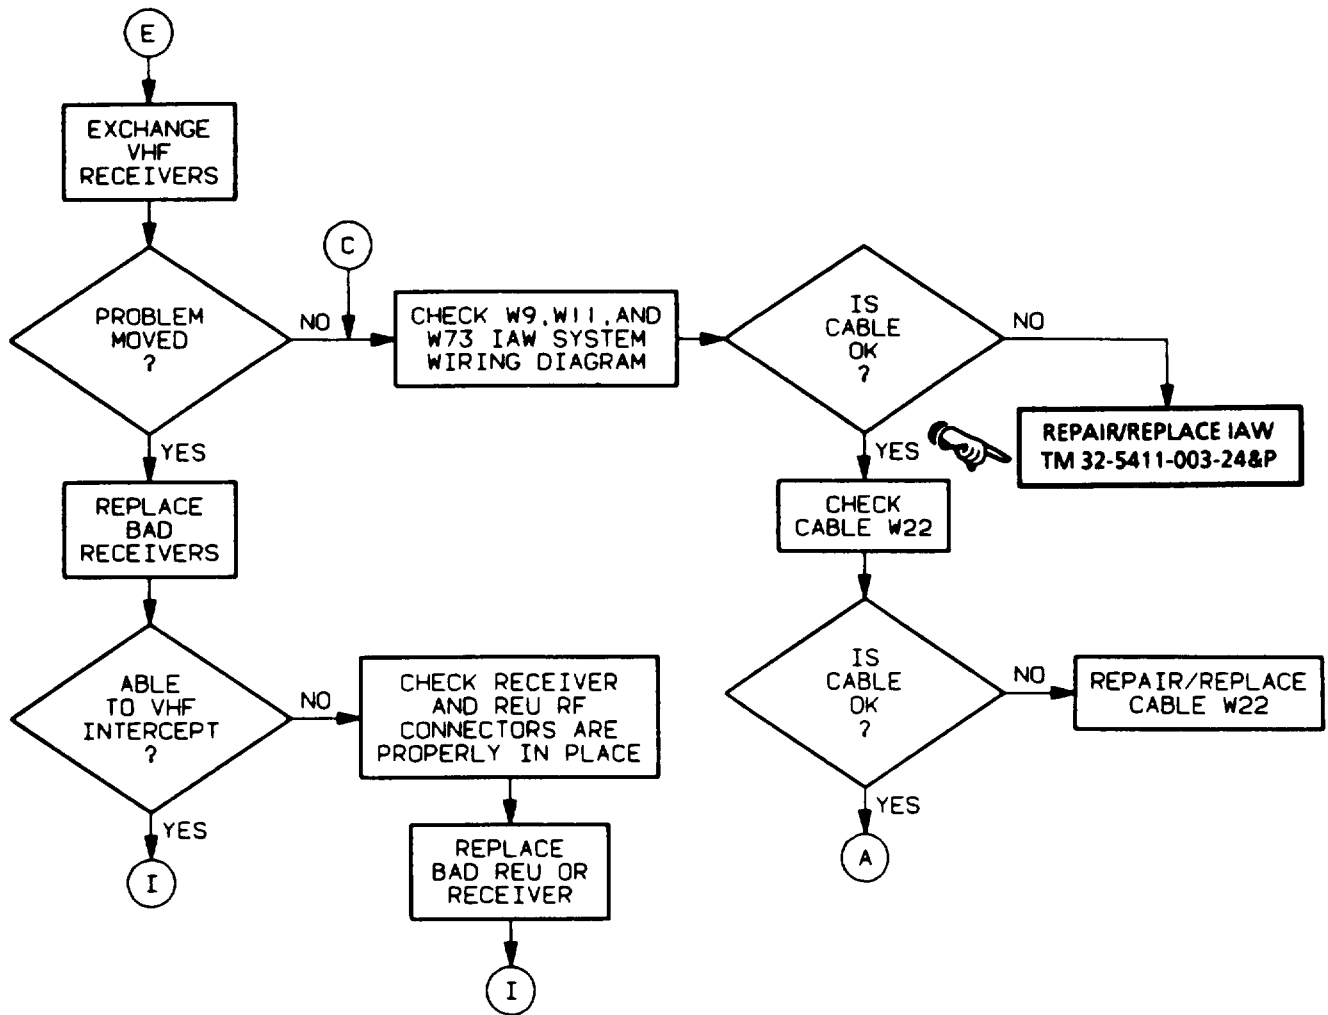 E
EXCHANGE
VHF
RECEIVERS
C
PROBLEM
MOVED
?
NO
CHECK W9,W11,AND
W73 IAW SYSTEM
WIRING DIAGRAM
IS
CABLE
OK
?
NO
REPAIR/REPLACE IAW
TM 32-5411-003-24&P
YES
YES
REPLACE
BAD
RECEIVERS
CHECK
CABLE W22
ABLE
TO VHF
INTERCEPT
?
NO
CHECK RECEIVER
AND REU RF
CONNECTORS ARE
PROPERLY IN PLACE
IS
CABLE
OK
?
NO
REPAIR/REPLACE
CABLE W22
YES
I
REPLACE
BAD REU OR
RECEIVER
YES
A
I